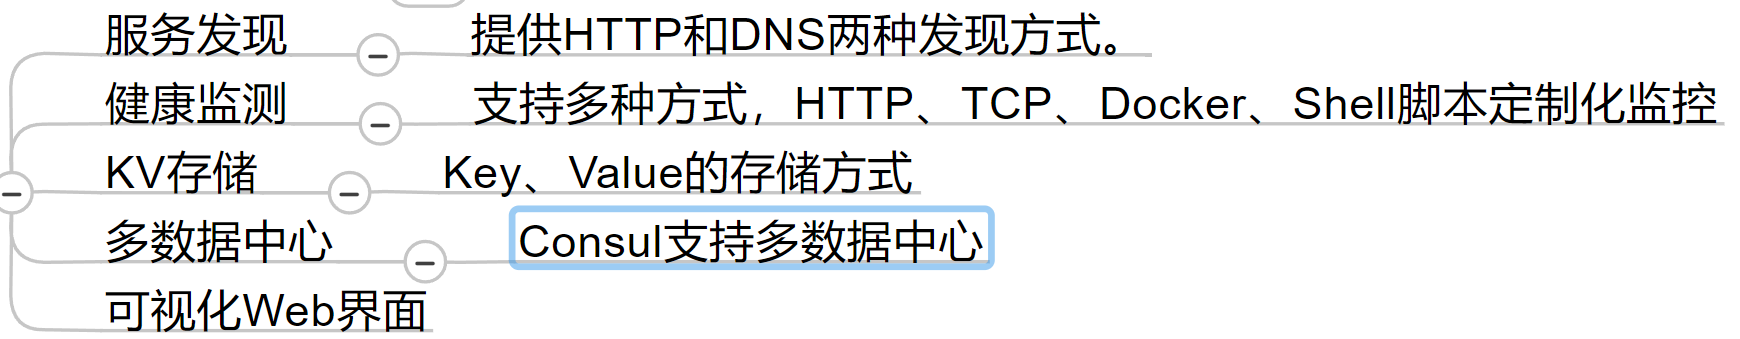 服务发现 提供HTTP和DNS两种发现方式。
健康监测 支持多种方式，HTTP、TCP、Docker、Shell脚本定制化监控
KV存储 Key、Value的存储方式
多数据中心 Consul支持多数据中心
可视化Web界面